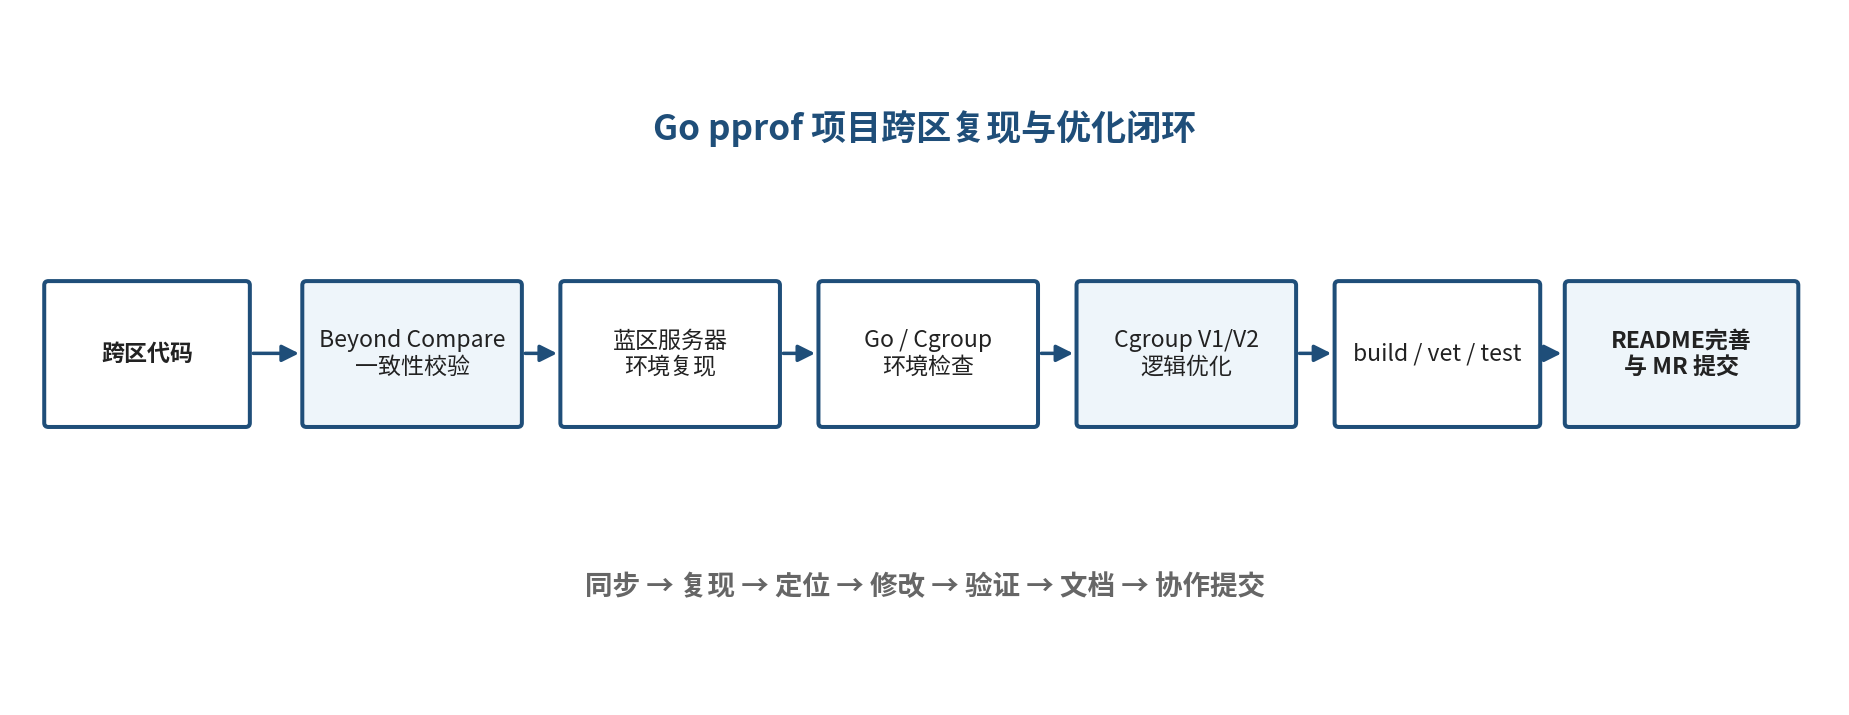 Go pprof 项目跨区复现与优化闭环
跨区代码
Beyond Compare
一致性校验
蓝区服务器
环境复现
Go / Cgroup
环境检查
Cgroup V1/V2
逻辑优化
build / vet / test
README完善
与 MR 提交
同步 → 复现 → 定位 → 修改 → 验证 → 文档 → 协作提交